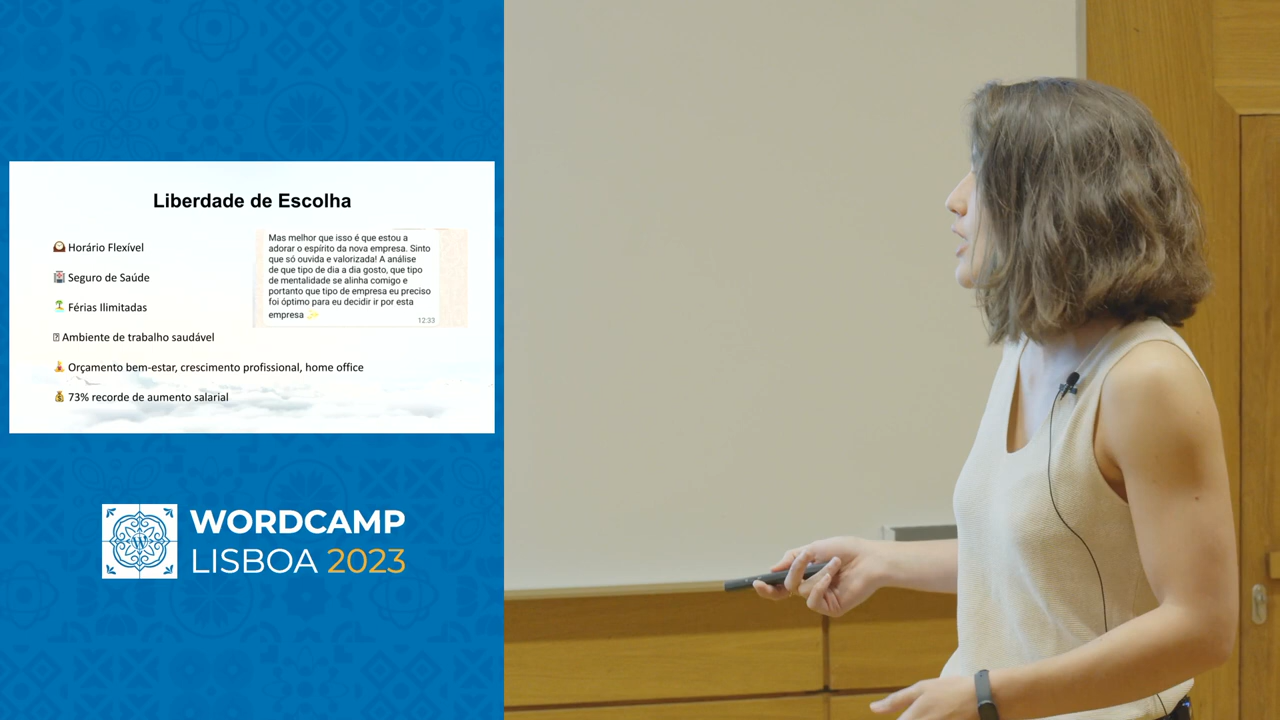 Liberdade de Escolha
Horário Flexível
Seguro de Saúde
Férias Ilimitadas
Ambiente de trabalho saudável
Orçamento bem-estar, crescimento profissional, home office
73% recorde de aumento salarial
Mas melhor que isso é que estou a
adorar o espírito da nova empresa. Sinto
que só ouvida e valorizada! A análise
de que tipo de dia a dia gosto, que tipo
de mentalidade se alinha comigo e
portanto que tipo de empresa eu preciso
foi óptimo para eu decidir ir por esta
empresa ✨
12:33
WORDCAMP
LISBOA 2023